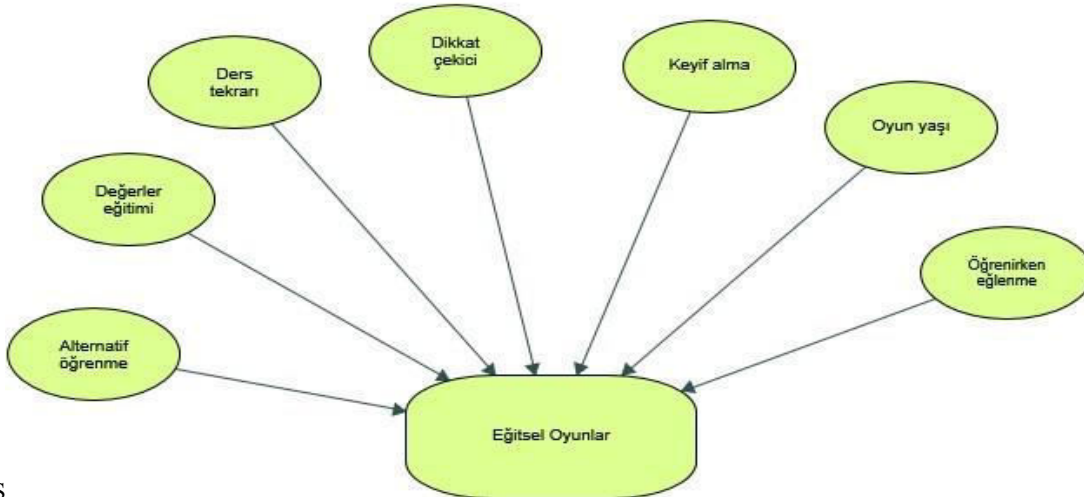 Dikkat
çekici
Keyif alma
Ders
tekrarı
Oyun yaşı
Değerler
eğitimi
Öğrenirken
eğlenme
Alternatif
öğrenme
Eğitsel Oyunlar
s